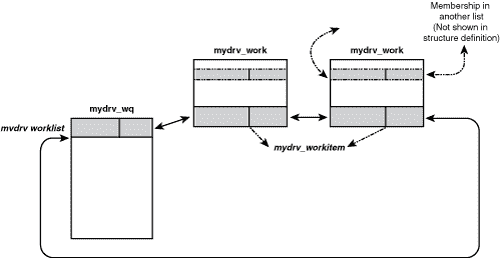 Membership in
another list
(Not shown in
structure definition)
mydrv_work
mydrv_work
mydrv_wq
mvdrv worklist
mydrv_workitem